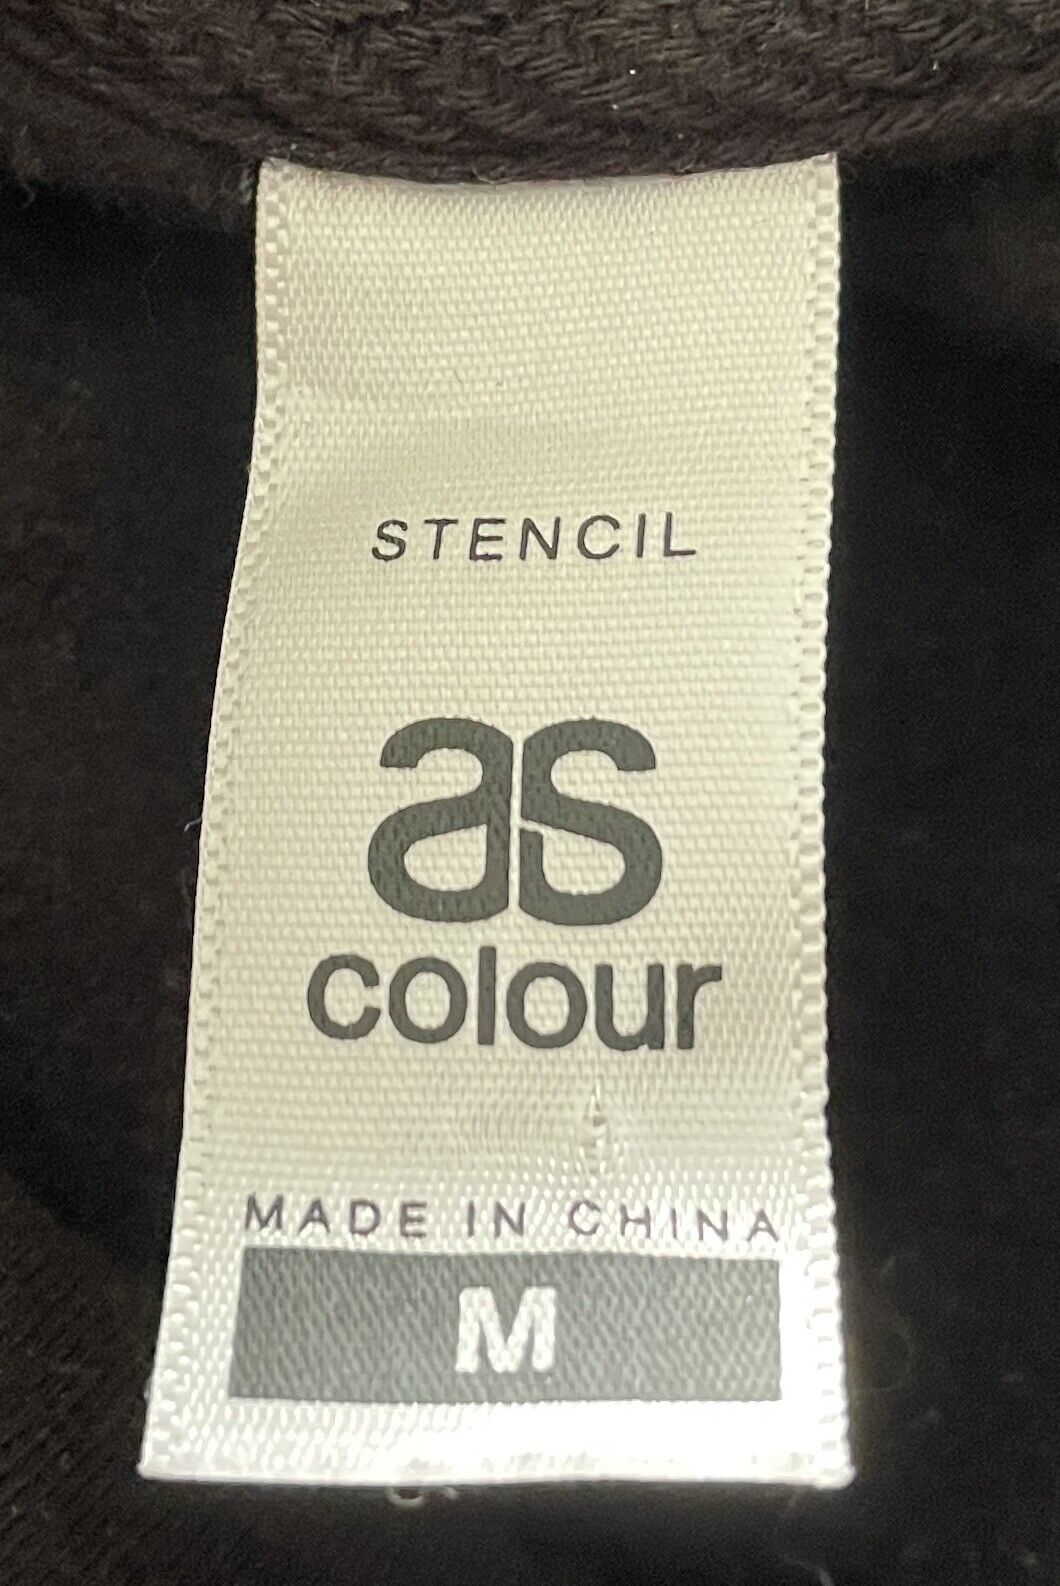 STENCIL
as
colour
MADE IN CHINA
M